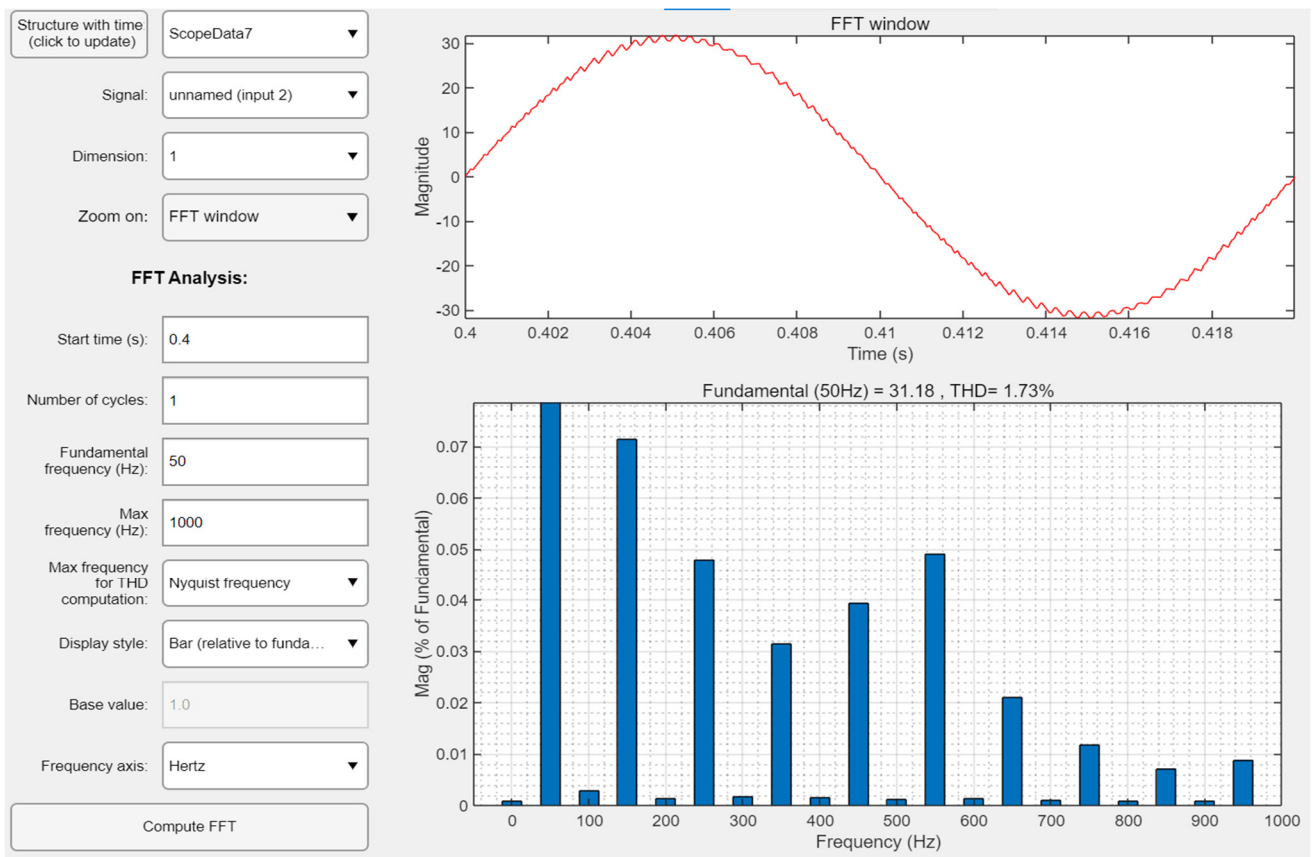 Structure with time
(click to update)
ScopeData7
Signal:
unnamed (input 2)
Dimension:
1
Zoom on:
FFT window
FFT Analysis:
Start time (s):
0.4
Number of cycles:
1
Fundamental
frequency (Hz):
50
Max
frequency (Hz):
1000
Max frequency
for THD
computation:
Nyquist frequency
Display style:
Bar (relative to funda...
Base value:
1.0
Frequency axis:
Hertz
Compute FFT
FFT window
Magnitude
30
20
10
0
-10
-20
-30
0.4 0.402 0.404 0.406 0.408 0.41 0.412 0.414 0.416 0.418
Time (s)
Fundamental (50Hz) = 31.18 , THD= 1.73%
Mag (% of Fundamental)
0.07
0.06
0.05
0.04
0.03
0.02
0.01
0
0 100 200 300 400 500 600 700 800 900 1000
Frequency (Hz)